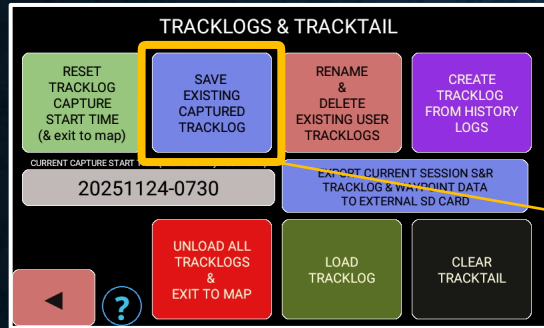 TRACKLOGS & TRACKTAIL
RESET
TRACKLOG
CAPTURE
START TIME
(& exit to map)
SAVE
EXISTING
CAPTURED
TRACKLOG
RENAME
&
DELETE
EXISTING USER
TRACKLOGS
CREATE
TRACKLOG
FROM HISTORY
LOGS
CURRENT CAPTURE START
20251124-0730
EXPORT CURRENT SESSION S&R
TRACKLOG & WAYPOINT DATA
TO EXTERNAL SD CARD
UNLOAD ALL
TRACKLOGS
&
EXIT TO MAP
LOAD
TRACKLOG
CLEAR
TRACKTAIL
?